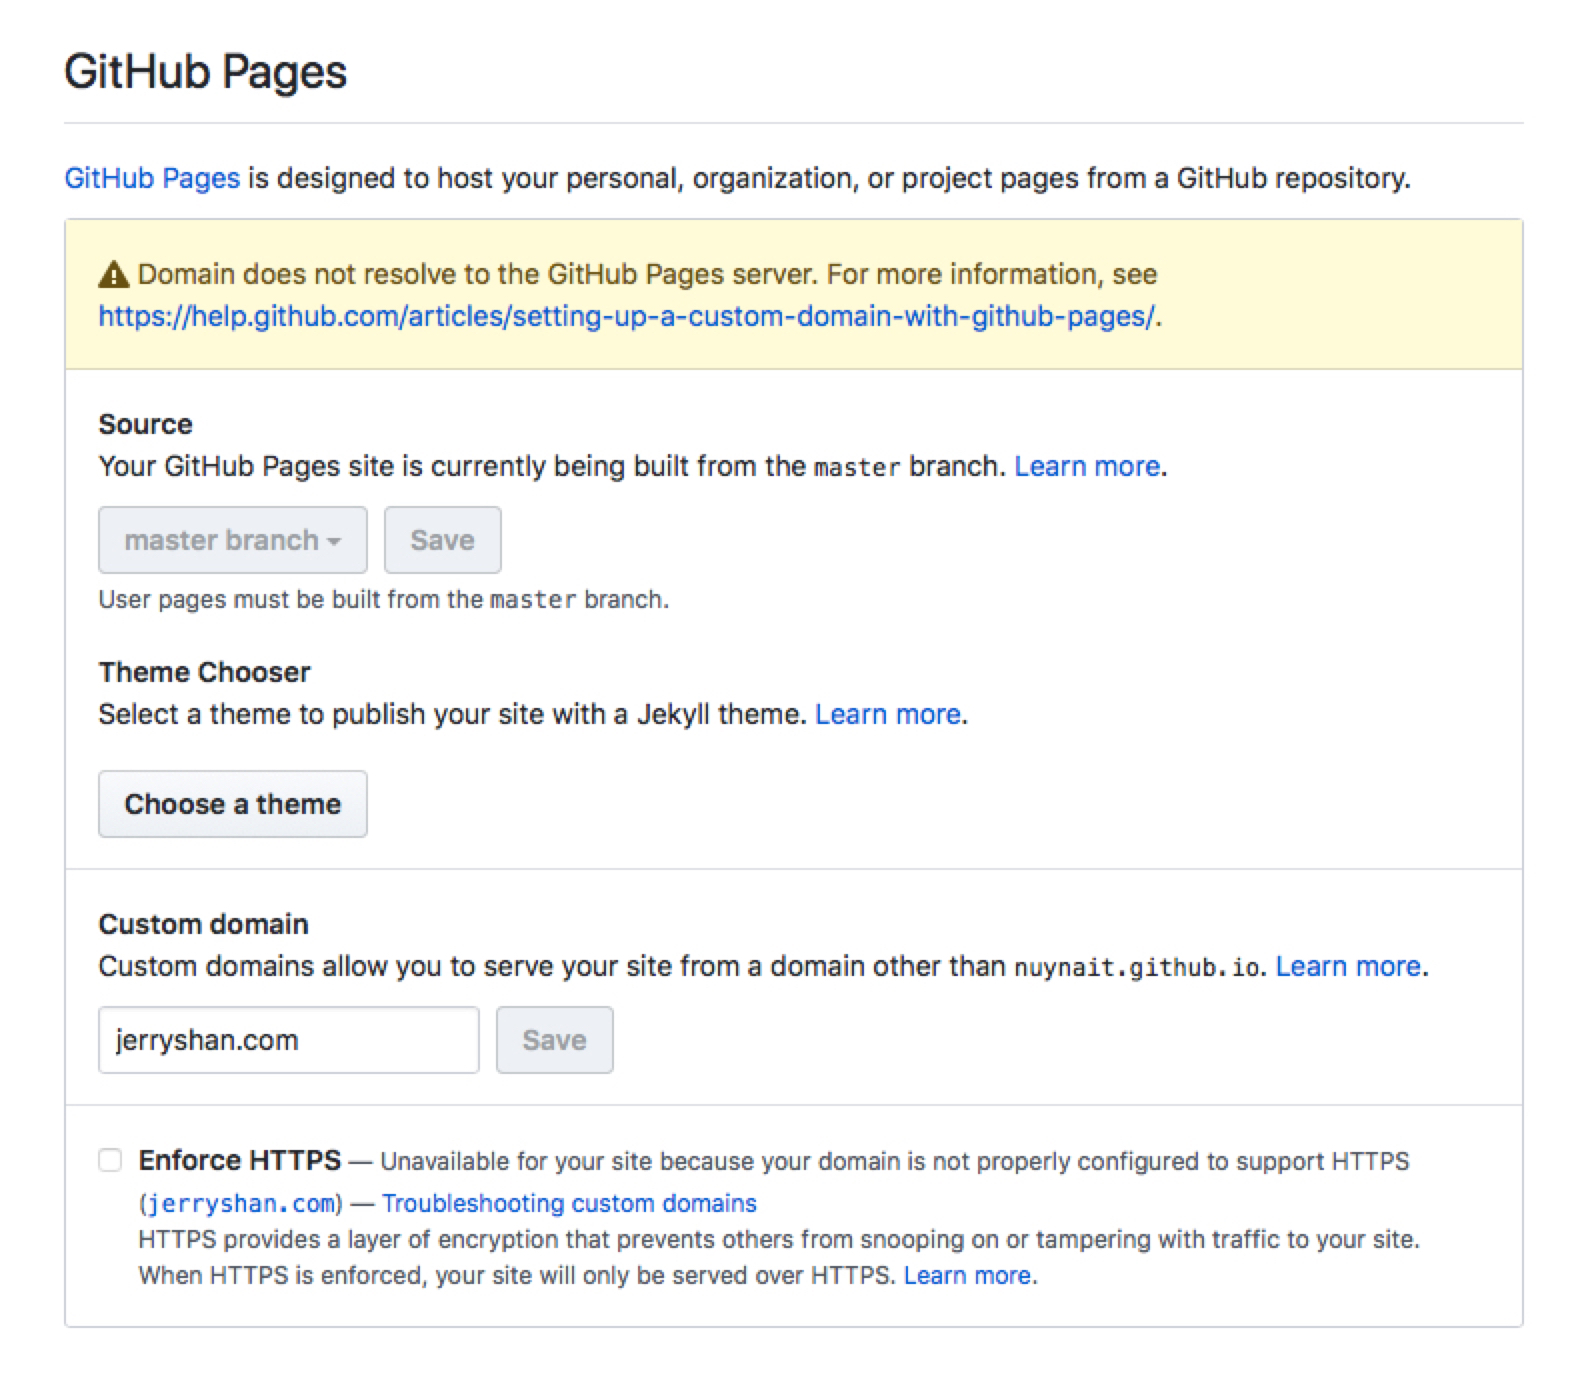 GitHub Pages
GitHub Pages is designed to host your personal, organization, or project pages from a GitHub repository.
Domain does not resolve to the GitHub Pages server. For more information, see
https://help.github.com/articles/setting-up-a-custom-domain-with-github-pages/.
Source
Your GitHub Pages site is currently being built from the master branch. Learn more.
master branch Save
User pages must be built from the master branch.
Theme Chooser
Select a theme to publish your site with a Jekyll theme. Learn more.
Choose a theme
Custom domain
Custom domains allow you to serve your site from a domain other than nuynait.github.io. Learn more.
jerryshan.com Save
Enforce HTTPS — Unavailable for your site because your domain is not properly configured to support HTTPS
(jerryshan.com) — Troubleshooting custom domains
HTTPS provides a layer of encryption that prevents others from snooping on or tampering with traffic to your site.
When HTTPS is enforced, your site will only be served over HTTPS. Learn more.